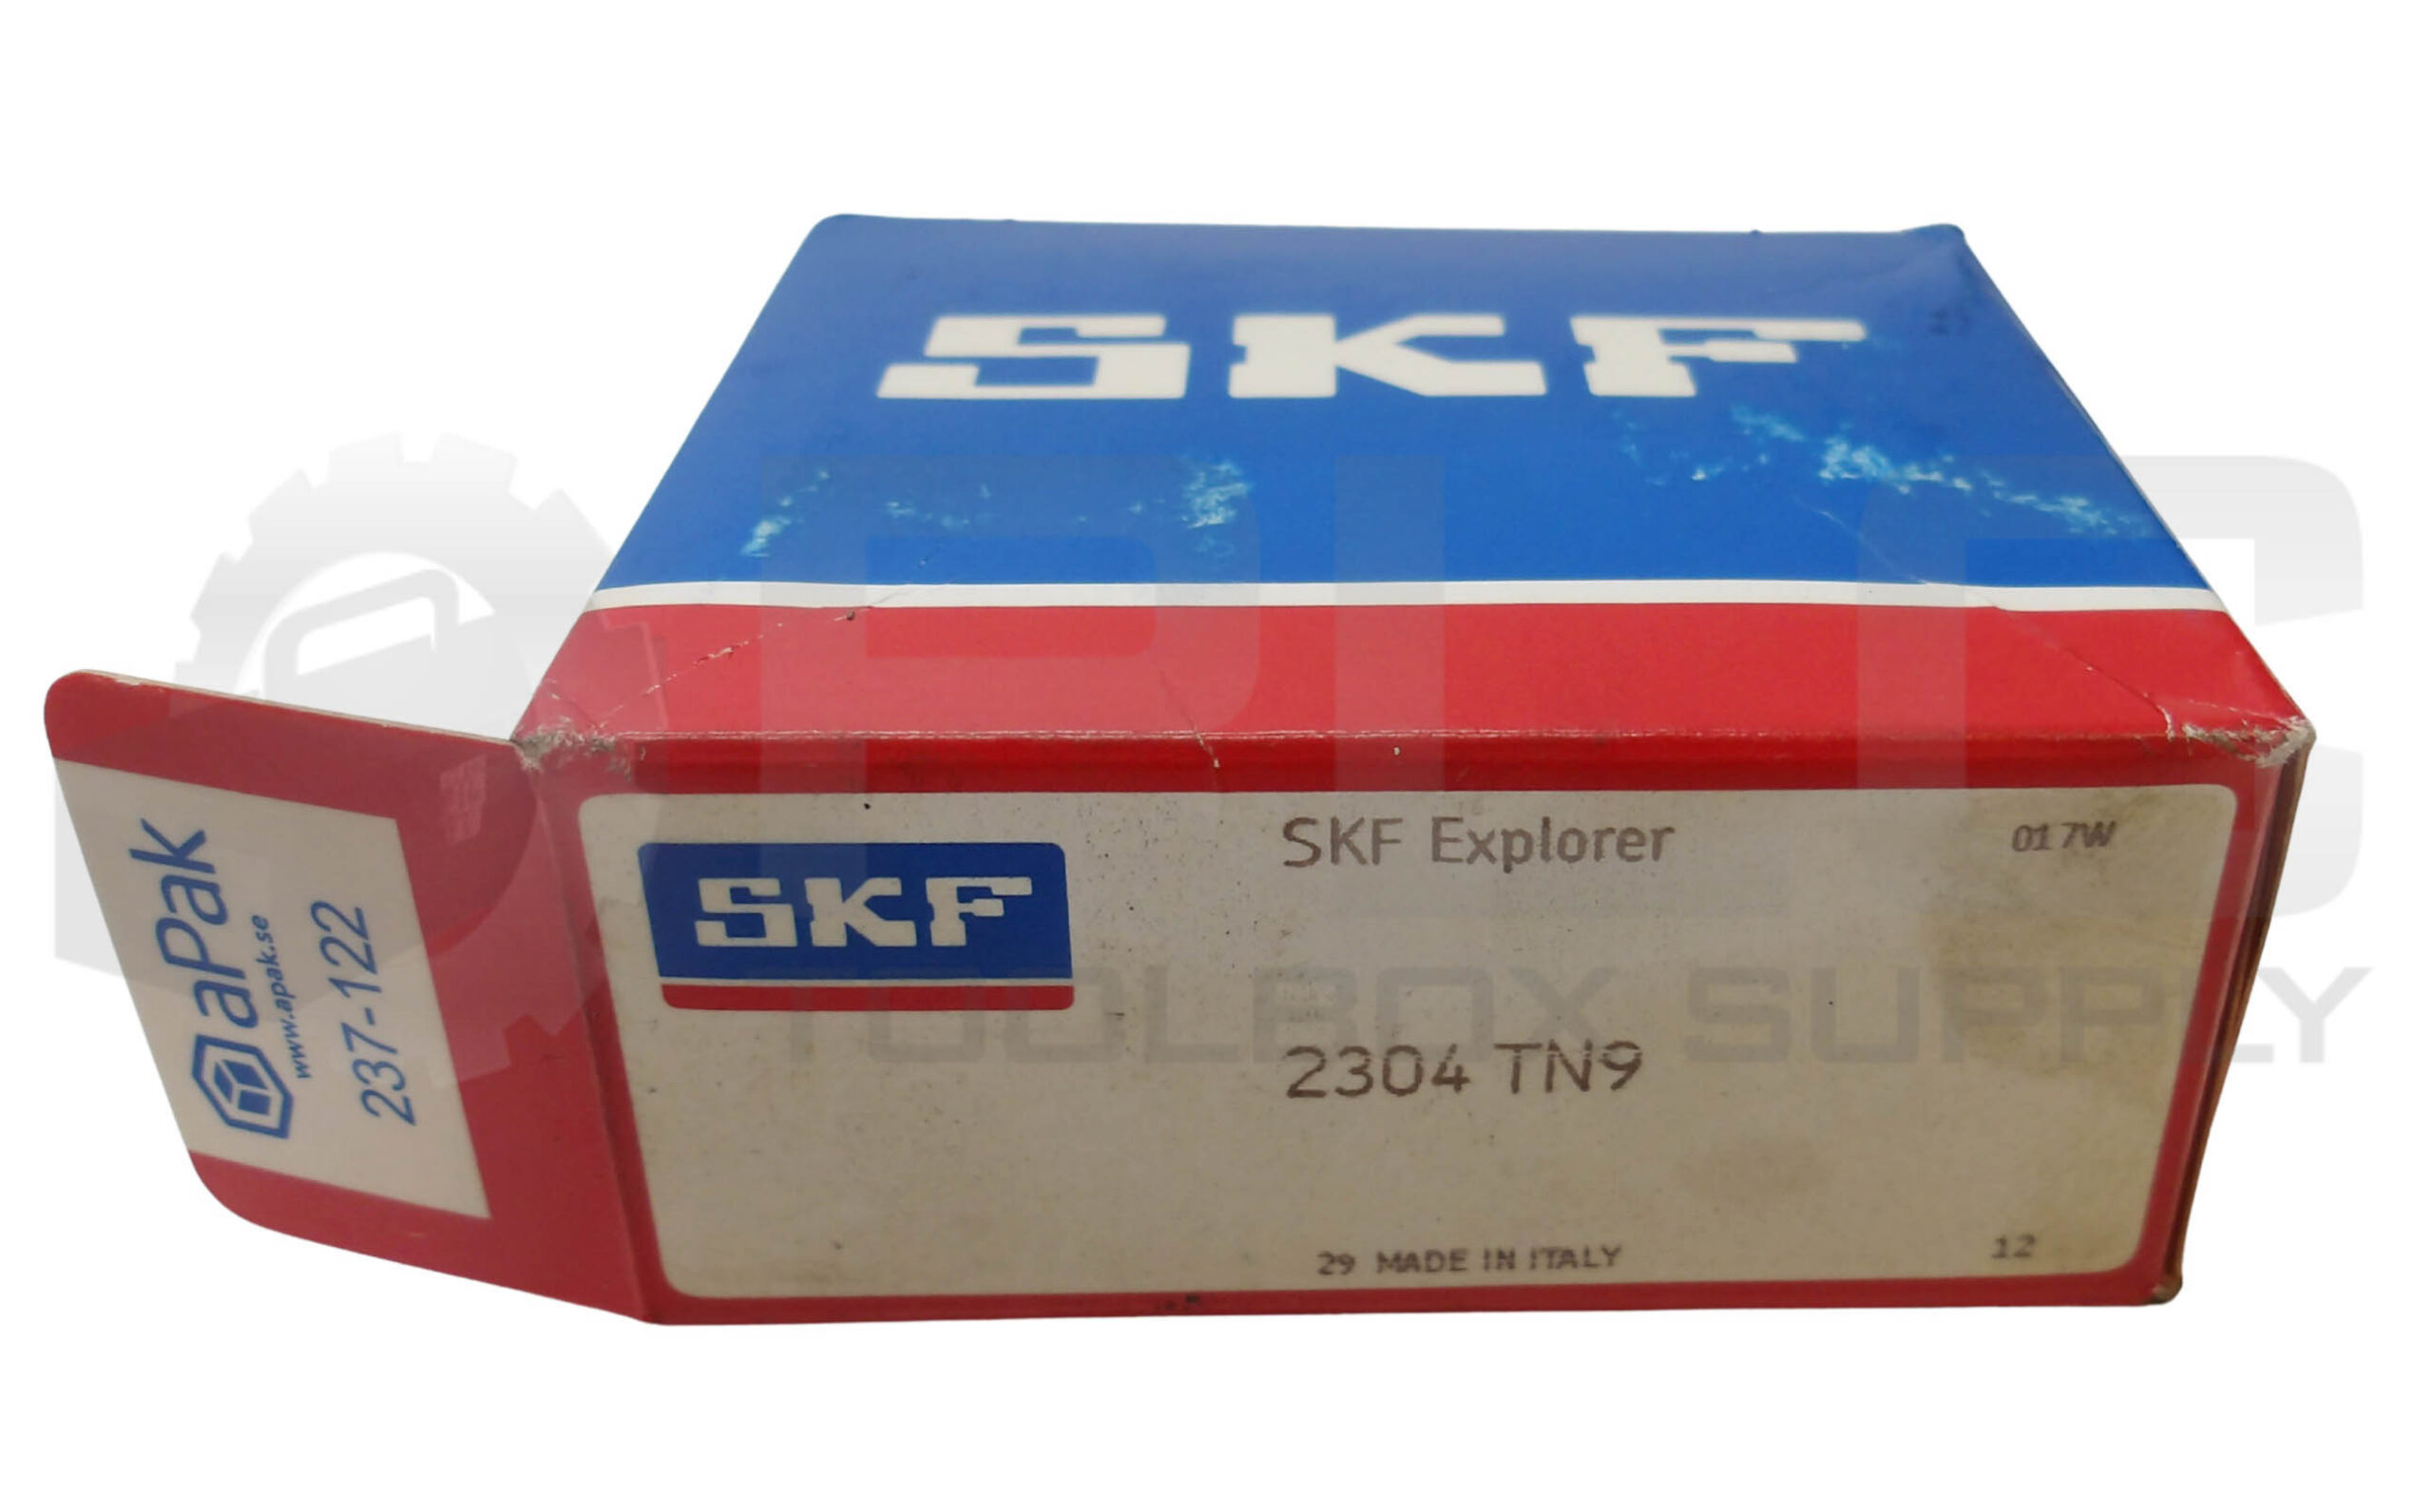 SKF
SKF
SKF Explorer
017W
2304 TN9
29 MADE IN ITALY
12
aPak
www.apak.se
237-122
PLC
TOOLBOX SUPPLY